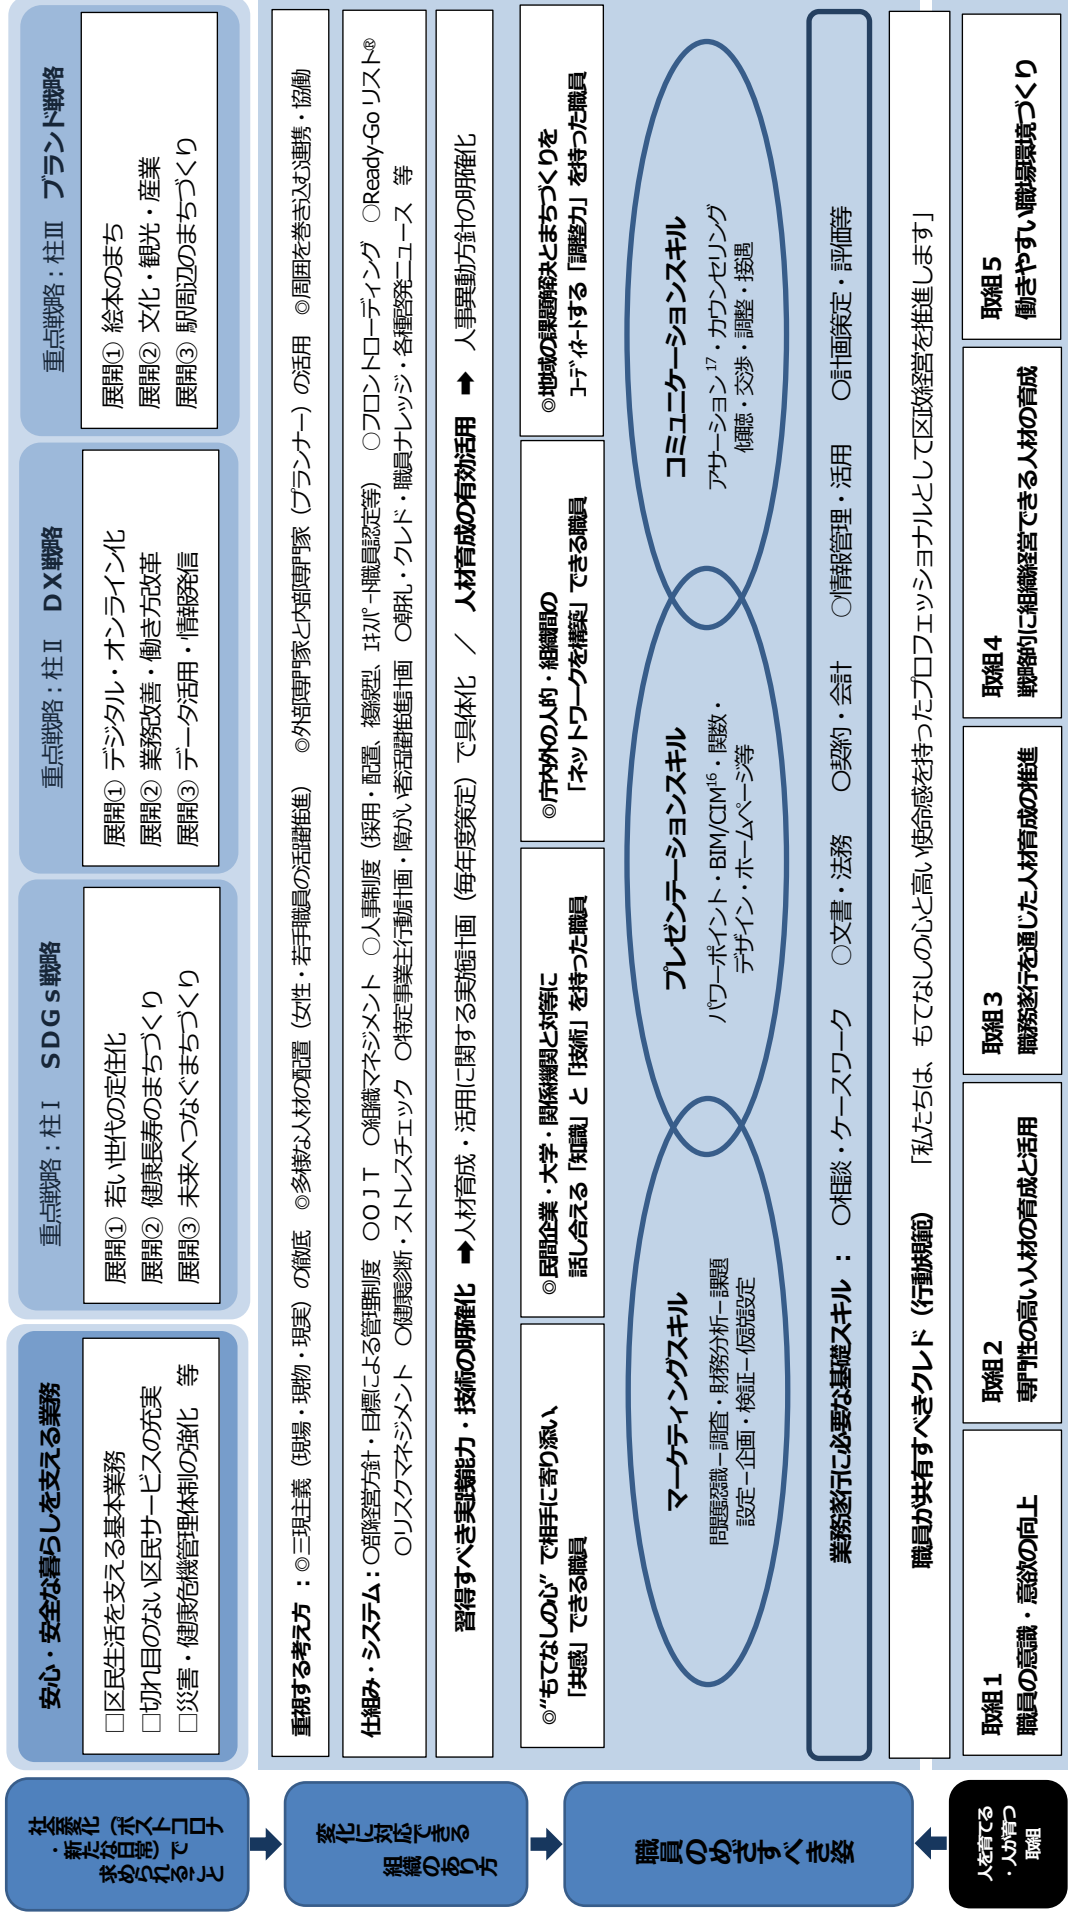 社会変化（ポストコロナ
・新たな日常）で
求められること
安心・安全な暮らしを支える業務
□区民生活を支える基本業務
□切れ目のない区民サービスの充実
□災害・健康危機管理体制の強化　等
重点戦略：柱Ⅰ　ＳＤＧｓ戦略
展開① 若い世代の定住化
展開② 健康長寿のまちづくり
展開③ 未来へつなぐまちづくり
重点戦略：柱Ⅱ　ＤＸ戦略
展開① デジタル・オンライン化
展開② 業務改善・働き方改革
展開③ データ活用・情報発信
重点戦略：柱Ⅲ　ブランド戦略
展開① 絵本のまち
展開② 文化・観光・産業
展開③ 駅周辺のまちづくり
変化に対応できる
組織のあり方
重視する考え方：◎三現主義（現場・現物・現実）の徹底　◎多様な人材の配置（女性・若手職員の活躍推進）　◎外部専門家と内部専門家（プランナー）の活用　◎周囲を巻き込む連携・協働
仕組み・システム：○部経営方針・目標による管理制度　○ＯＪＴ　○組織マネジメント　○人事制度（採用・配置、複線型、ｴｷｽﾊﾟｰﾄ職員認定等）　○フロントローディング　○Ready-Go リスト®
○リスクマネジメント　○健康診断・ストレスチェック　○特定事業主行動計画・障がい者活躍推進計画　○朝礼・クレド・職員ナレッジ・各種啓発ニュース　等
習得すべき実践能力・技術の明確化　➡人材育成・活用に関する実施計画（毎年度策定）で具体化　／　人材育成の有効活用　➡　人事異動方針の明確化
職員のめざすべき姿
◎“もてなしの心”で相手に寄り添い、
「共感」できる職員
◎民間企業・大学・関係機関と対等に
話し合える「知識」と「技術」を持った職員
◎庁内外の人的・組織間の
「ネットワークを構築」できる職員
◎地域の課題解決とまちづくりを
ｺｰﾃﾞｨﾈｰﾄする「調整力」を持った職員
マーケティングスキル
問題認識－調査・財務分析－課題
設定－企画・検証－仮説設定
プレゼンテーションスキル
パワーポイント・BIM/CIM16・関数・
デザイン・ホームページ等
コミュニケーションスキル
アサーション17・カウンセリング
傾聴・交渉・調整・接遇
業務遂行に必要な基礎スキル ：　○相談・ケースワーク　○文書・法務　○契約・会計　○情報管理・活用　○計画策定・評価等
職員が共有すべきクレド（行動規範）　「私たちは、もてなしの心と高い使命感を持ったプロフェッショナルとして区政経営を推進します」
人を育てる
・人が育つ
取組
取組１
職員の意識・意欲の向上
取組２
専門性の高い人材の育成と活用
取組３
職務遂行を通じた人材育成の推進
取組４
戦略的に組織経営できる人材の育成
取組５
働きやすい職場環境づくり